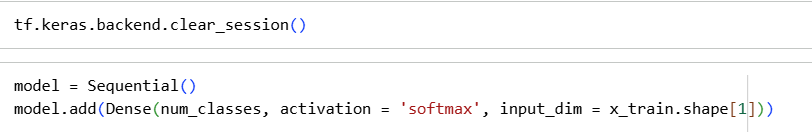 tf.keras.backend.clear_session()
model = Sequential()
model.add(Dense(num_classes, activation = 'softmax', input_dim = x_train.shape[1]))